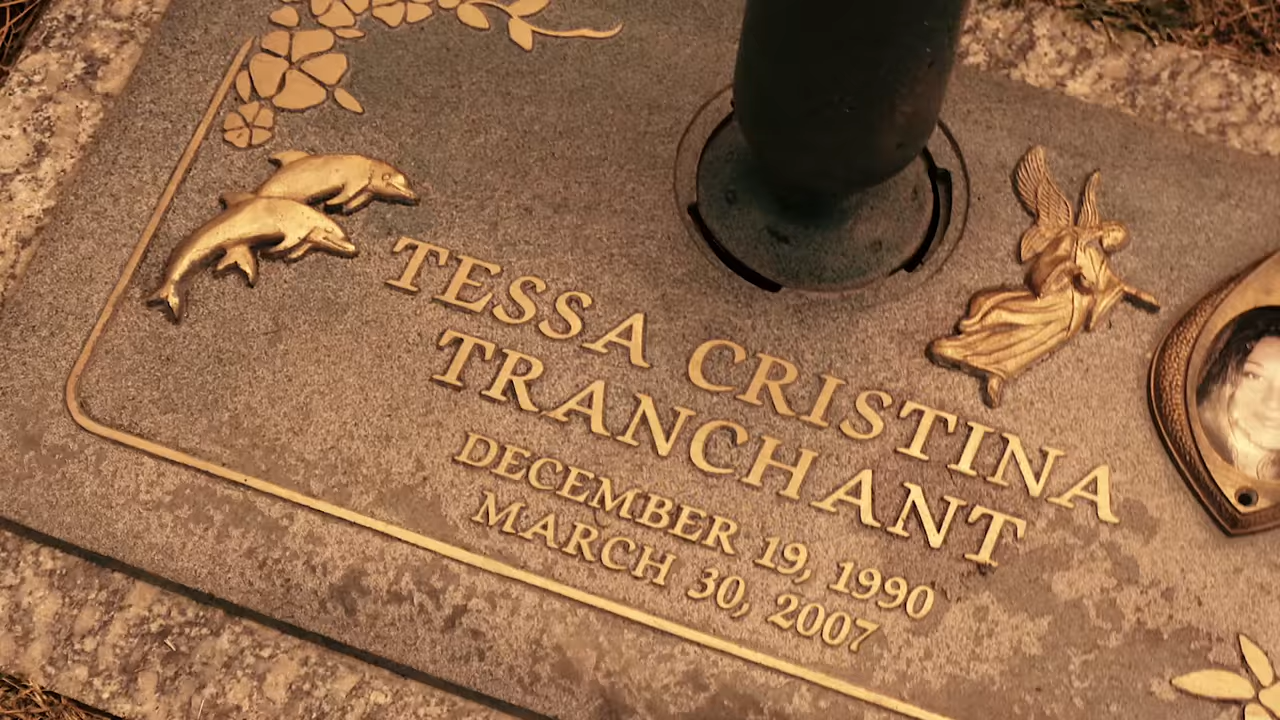 TESSA CRISTINA
TRANCHANT
DECEMBER 19, 1990
MARCH 30, 2007